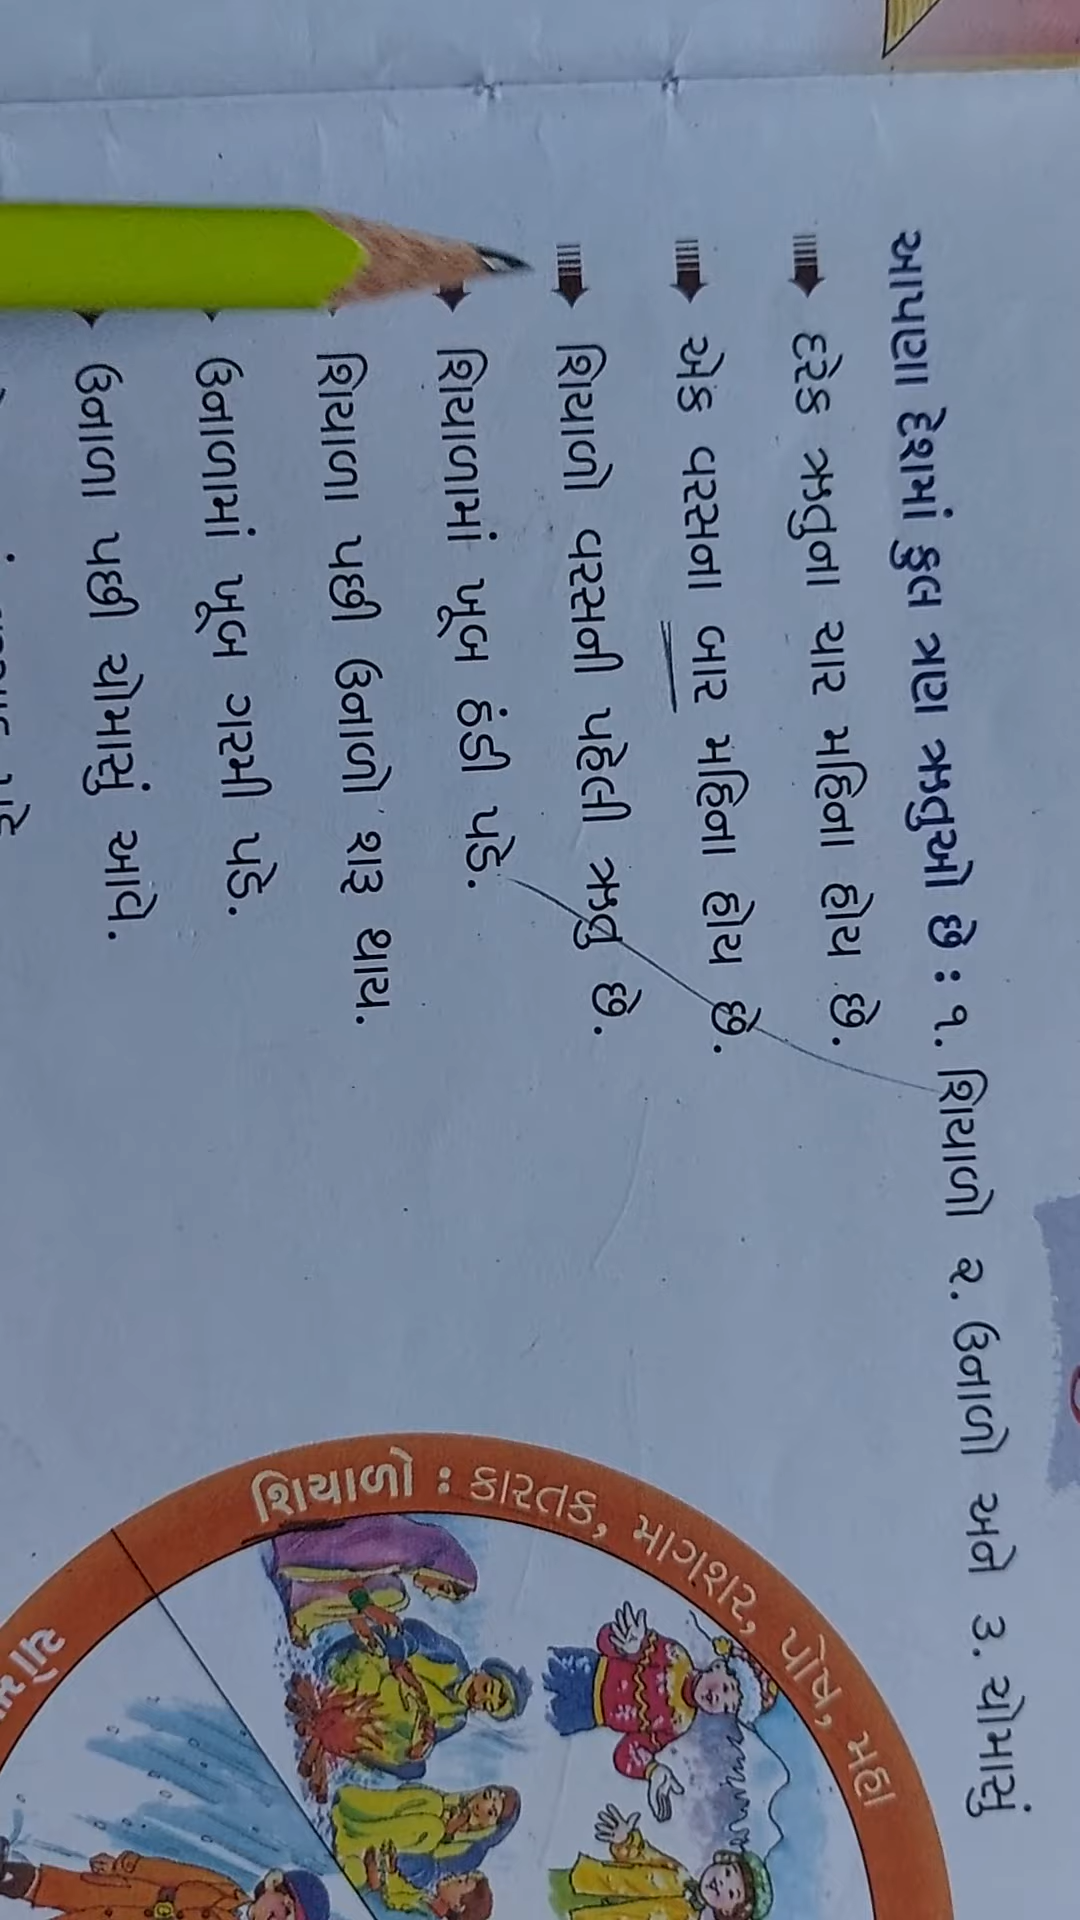 આપણા દેશમાં કુલ ત્રણ ઋતુઓ છે : ૧. શિયાળો ૨. ઉનાળો અને ૩. ચોમાસું
દરેક ઋતુના ચાર મહિના હોય છે.
એક વરસના બાર મહિના હોય છે.
શિયાળો વરસની પહેલી ઋતુ છે.
શિયાળામાં ખૂબ ઠંડી પડે.
શિયાળા પછી ઉનાળો શરૂ થાય.
ઉનાળામાં ખૂબ ગરમી પડે.
ઉનાળા પછી ચોમાસું આવે.
શિયાળો : કારતક, માગશર, પોષ, મહા